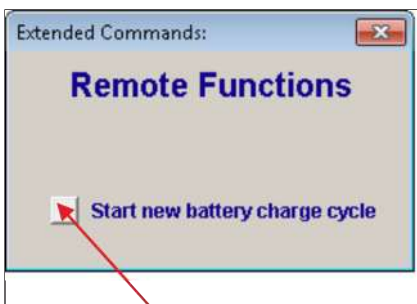 Extended Commands:
Remote Functions
Start new battery charge cycle